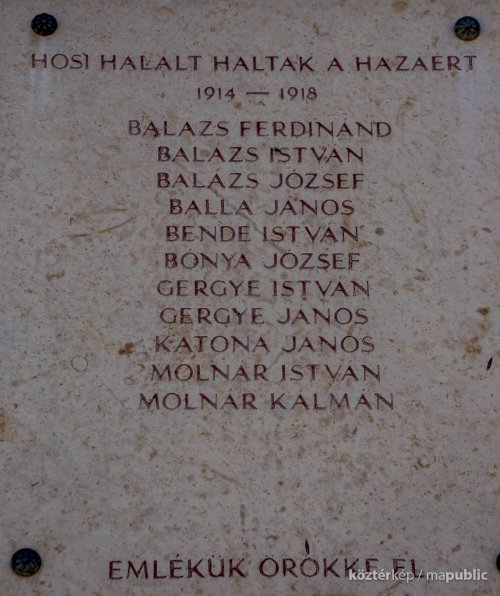 HŐSI HALÁLT HALTAK A HAZÁÉRT
1914 — 1918
BALÁZS FERDINÁND
BALÁZS ISTVÁN
BALÁZS JÓZSEF
BALLA JÁNOS
BENDE ISTVÁN
BÓNYA JÓZSEF
GERGYE ISTVÁN
GERGYE JÁNOS
KATONA JÁNOS
MOLNÁR ISTVÁN
MOLNÁR KÁLMÁN
EMLÉKÜK ÖRÖKKÉ ÉL
köztérkép / mapublic